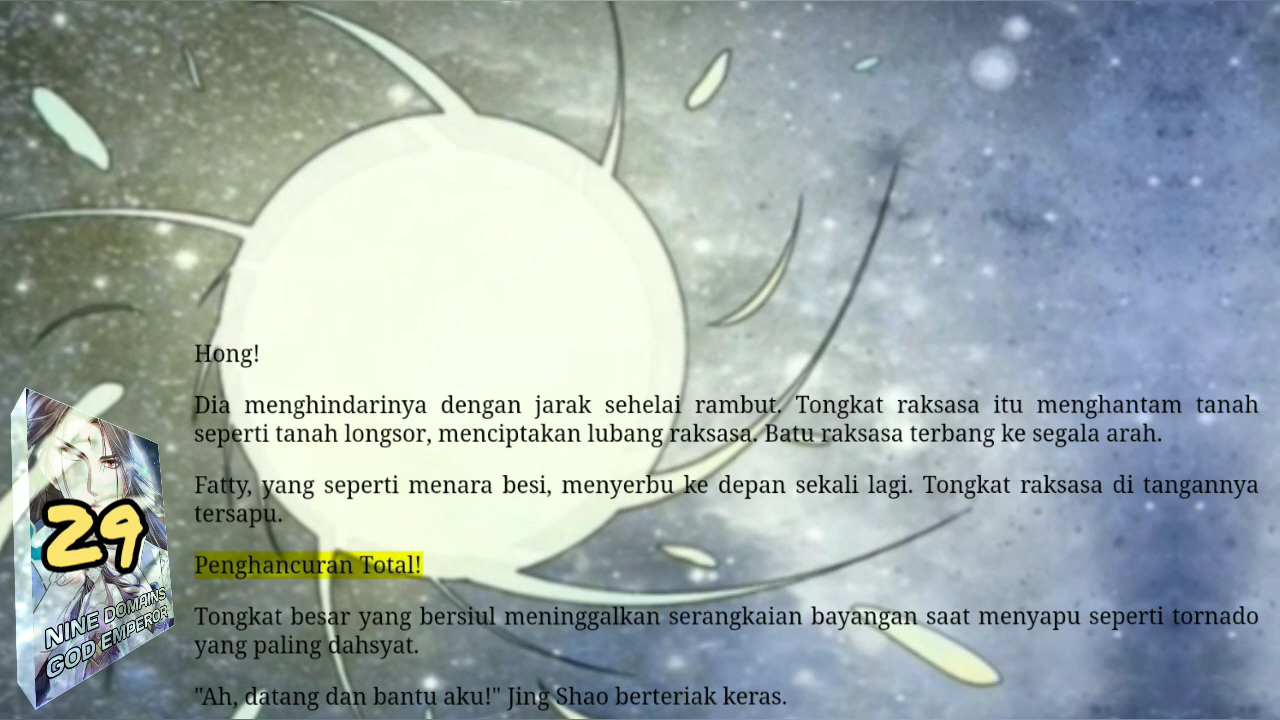 Hong!
Dia menghindarinya dengan jarak sehelai rambut. Tongkat raksasa itu menghantam tanah
seperti tanah longsor, menciptakan lubang raksasa. Batu raksasa terbang ke segala arah.
Fatty, yang seperti menara besi, menyerbu ke depan sekali lagi. Tongkat raksasa di tangannya
tersapu.
Penghancuran Total!
Tongkat besar yang bersiul meninggalkan serangkaian bayangan saat menyapu seperti tornado
yang paling dahsyat.
"Ah, datang dan bantu aku!" Jing Shao berteriak keras.
29
NINE DOMAINS
GOD EMPEROR